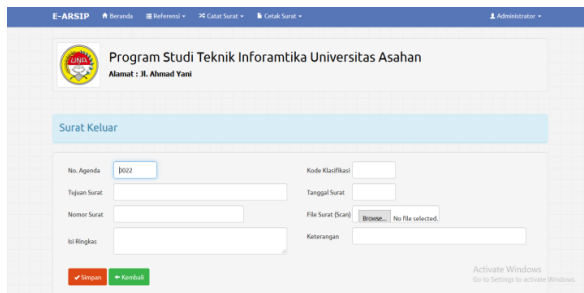 E-ARSIP Beranda Referensi Catat Surat Cetak Surat Administrator
UNA
Program Studi Teknik Inforamtika Universitas Asahan
Alamat : Jl. Ahmad Yani
Surat Keluar
No. Agenda 0022 Kode Klasifikasi
Tujuan Surat Tanggal Surat
Nomor Surat File Surat (Scan) Browse... No file selected.
Isi Ringkas Keterangan
Simpan Kembali
Activate Windows
Go to Settings to activate Windows.